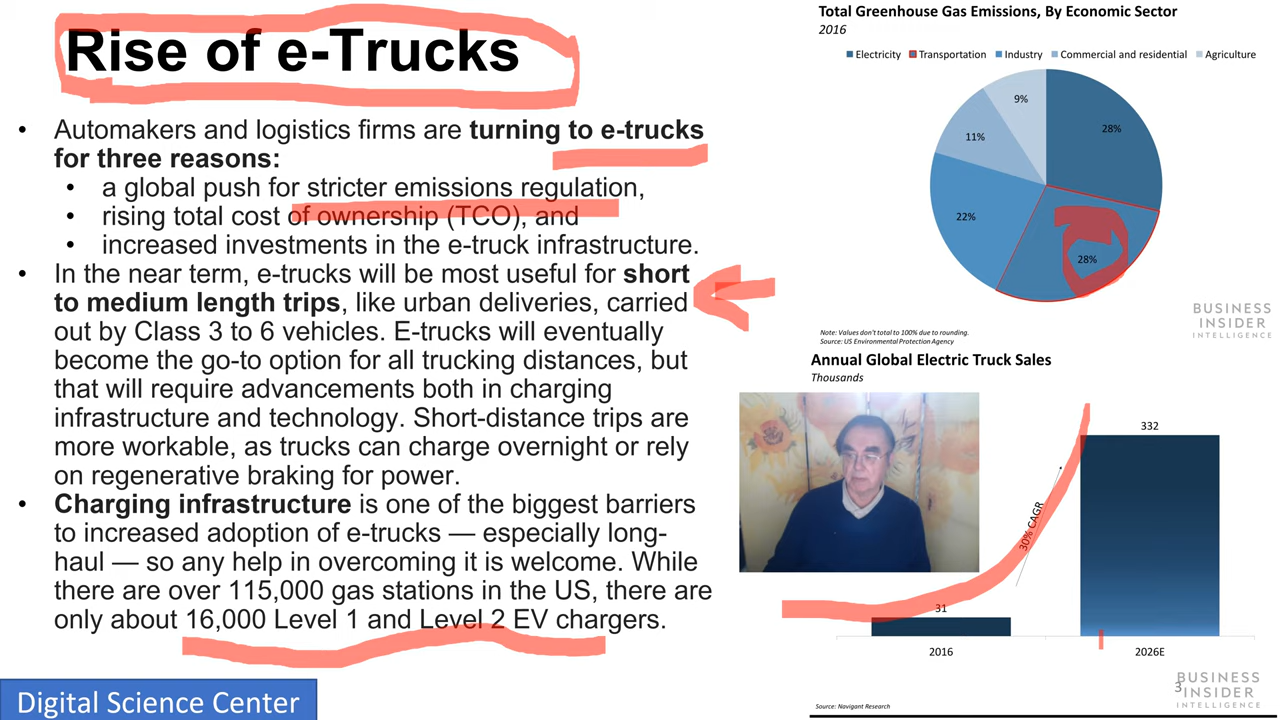 Rise of e-Trucks
• Automakers and logistics firms are turning to e-trucks
for three reasons:
• a global push for stricter emissions regulation,
• rising total cost of ownership (TCO), and
• increased investments in the e-truck infrastructure.
• In the near term, e-trucks will be most useful for short
to medium length trips, like urban deliveries, carried
out by Class 3 to 6 vehicles. E-trucks will eventually
become the go-to option for all trucking distances, but
that will require advancements both in charging
infrastructure and technology. Short-distance trips are
more workable, as trucks can charge overnight or rely
on regenerative braking for power.
• Charging infrastructure is one of the biggest barriers
to increased adoption of e-trucks — especially long-
haul — so any help in overcoming it is welcome. While
there are over 115,000 gas stations in the US, there are
only about 16,000 Level 1 and Level 2 EV chargers.
Digital Science Center
Total Greenhouse Gas Emissions, By Economic Sector
2016
Electricity Transportation Industry Commercial and residential Agriculture
9%
28%
11%
22%
28%
BUSINESS
INSIDER
INTELLIGENCE
Note: Values don't total to 100% due to rounding.
Source: US Environmental Protection Agency
Annual Global Electric Truck Sales
Thousands
332
30% CAGR
31
2016 2026E
BUSINESS
INSIDER
INTELLIGENCE
3
Source: Navigant Research